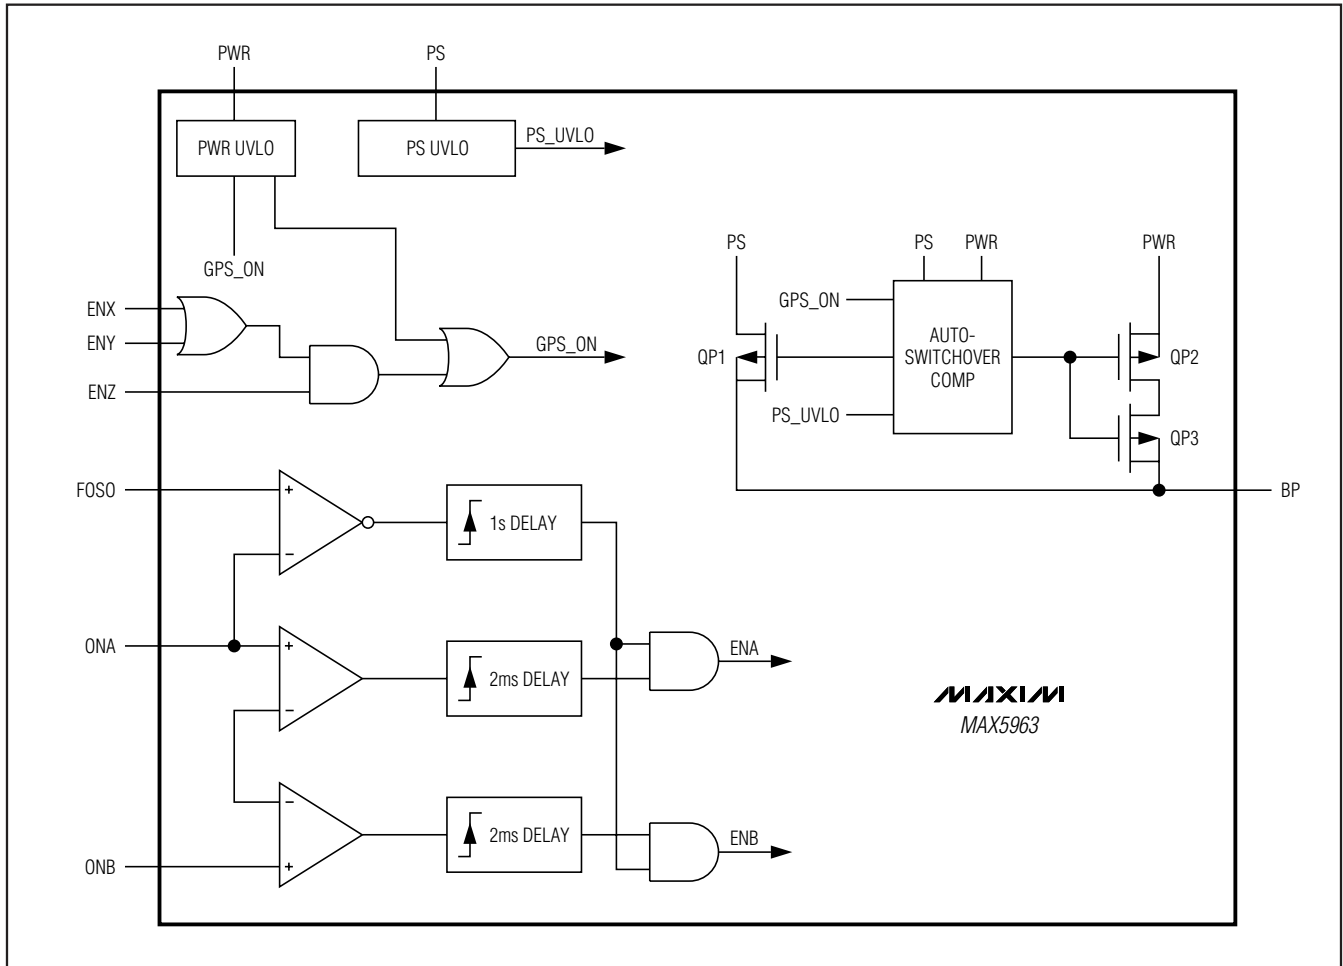 PWR
PS
PWR UVLO
PS UVLO
PS_UVLO
GPS_ON
ENX
ENY
ENZ
GPS_ON
PS
PS
PWR
PWR
GPS_ON
QP1
AUTO-
SWITCHOVER
COMP
QP2
PS_UVLO
QP3
BP
FOSO
+
−
1s DELAY
ONA
+
−
2ms DELAY
ENA
MAXIM
MAX5963
−
+
2ms DELAY
ENB
ONB